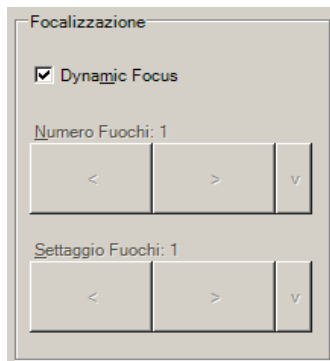 Focalizzazione
Dynamic Focus
Numero Fuochi: 1
< > v
Settaggio Fuochi: 1
< > v